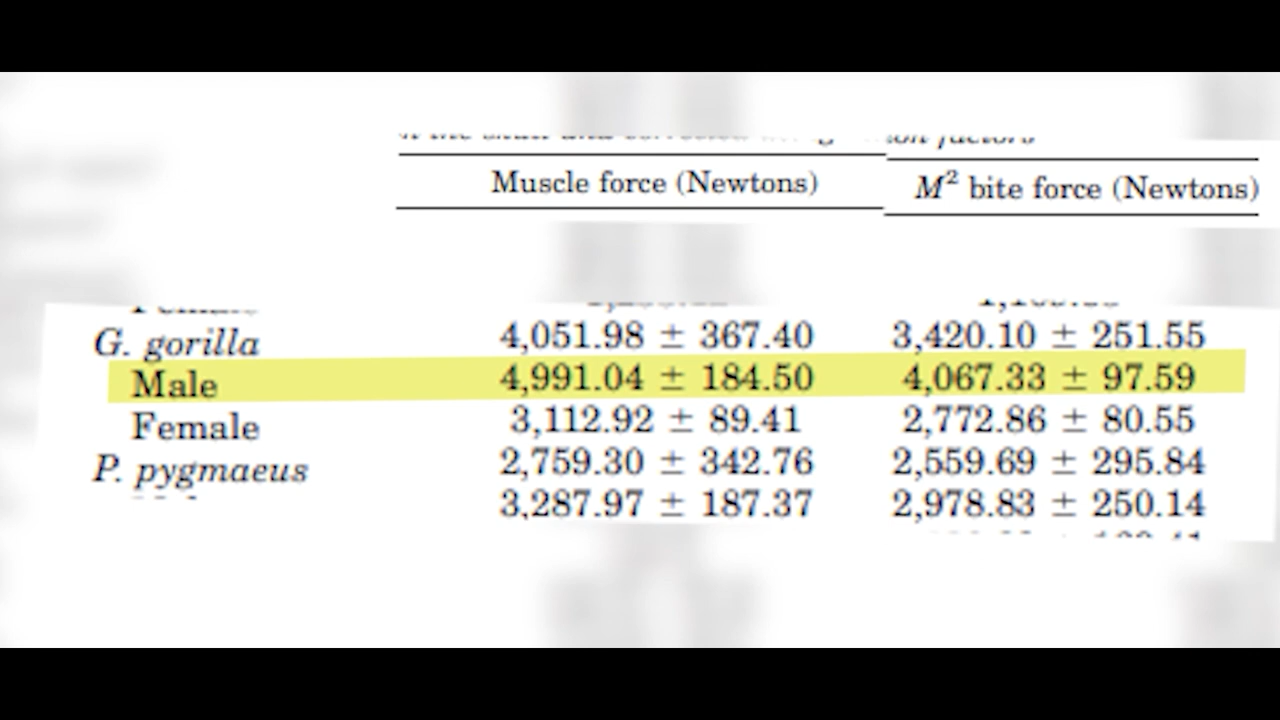 Muscle force (Newtons) M² bite force (Newtons)
G. gorilla 4,051.98 ± 367.40 3,420.10 ± 251.55
Male 4,991.04 ± 184.50 4,067.33 ± 97.59
Female 3,112.92 ± 89.41 2,772.86 ± 80.55
P. pygmaeus 2,759.30 ± 342.76 2,559.69 ± 295.84
3,287.97 ± 187.37 2,978.83 ± 250.14